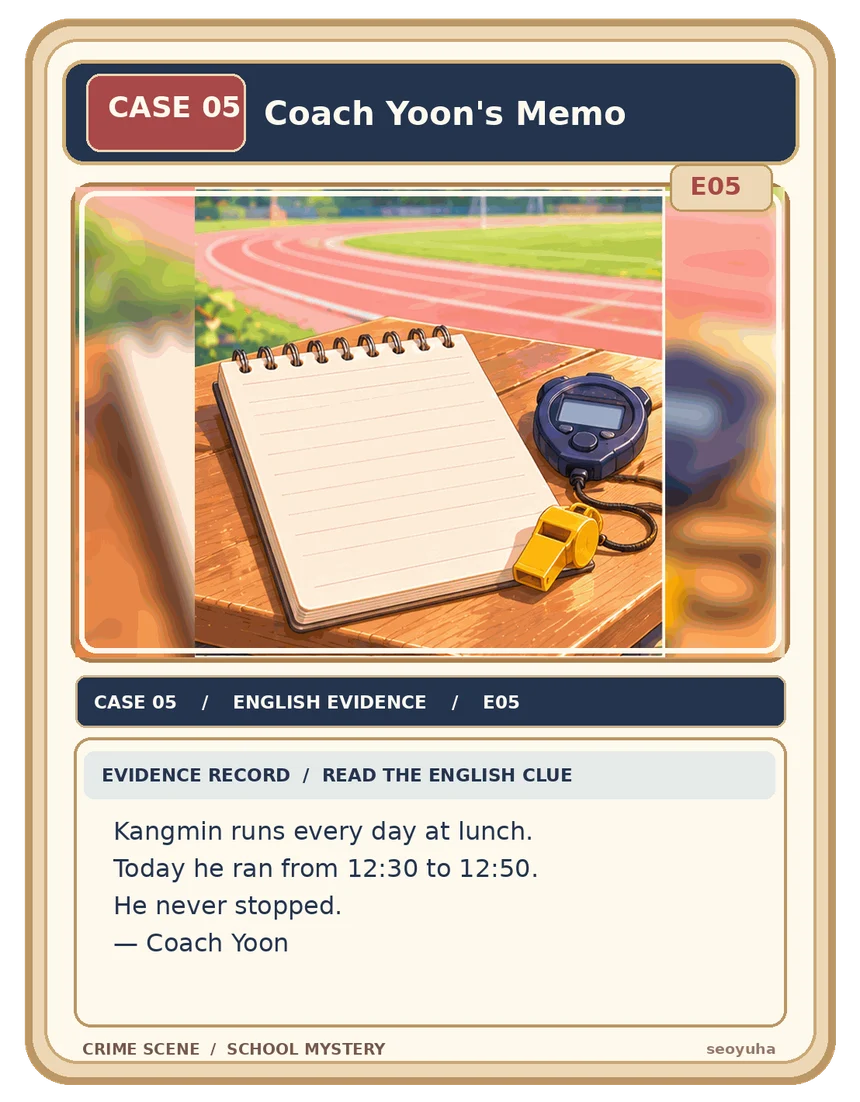 CASE 05
Coach Yoon's Memo
E05
CASE 05 / ENGLISH EVIDENCE / E05
EVIDENCE RECORD / READ THE ENGLISH CLUE
Kangmin runs every day at lunch.
Today he ran from 12:30 to 12:50.
He never stopped.
— Coach Yoon
CRIME SCENE / SCHOOL MYSTERY
seoyuha